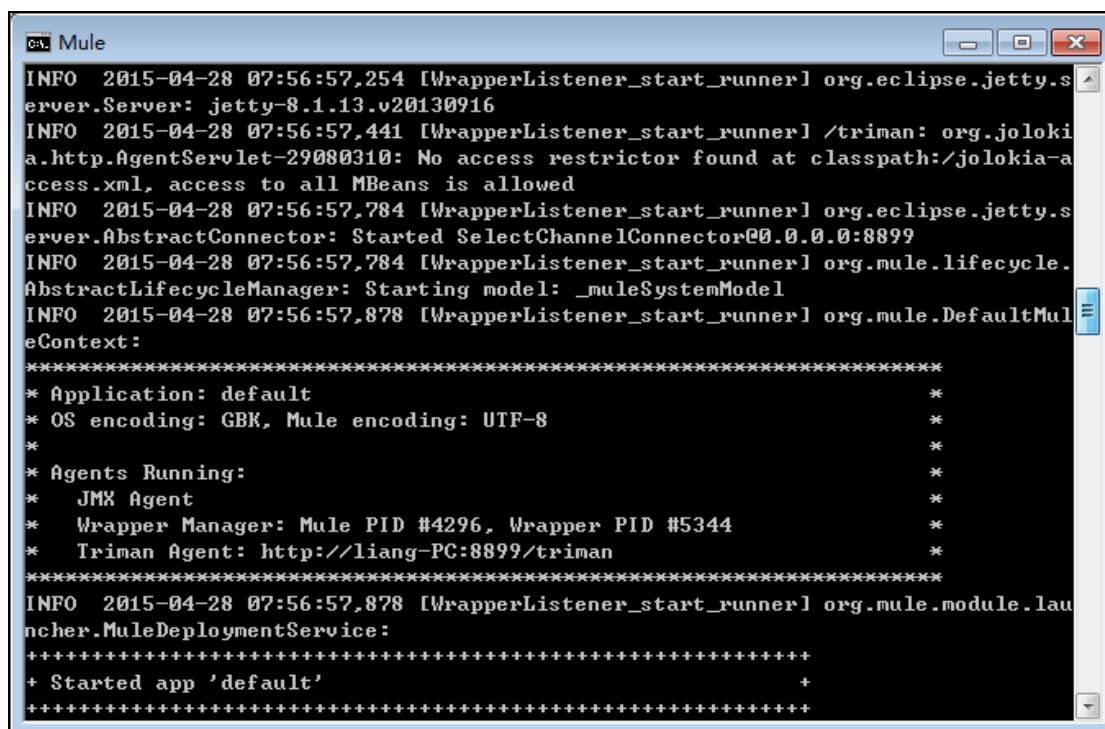 Mule
INFO  2015-04-28 07:56:57,254 [WrapperListener_start_runner] org.eclipse.jetty.s
erver.Server: jetty-8.1.13.v20130916
INFO  2015-04-28 07:56:57,441 [WrapperListener_start_runner] /triman: org.joloki
a.http.AgentServlet-29080310: No access restrictor found at classpath:/jolokia-a
ccess.xml, access to all MBeans is allowed
INFO  2015-04-28 07:56:57,784 [WrapperListener_start_runner] org.eclipse.jetty.s
erver.AbstractConnector: Started SelectChannelConnector@0.0.0.0:8899
INFO  2015-04-28 07:56:57,784 [WrapperListener_start_runner] org.mule.lifecycle.
AbstractLifecycleManager: Starting model: _muleSystemModel
INFO  2015-04-28 07:56:57,878 [WrapperListener_start_runner] org.mule.DefaultMul
eContext:
**********************************************************************
* Application: default                                               *
* OS encoding: GBK, Mule encoding: UTF-8                             *
*                                                                    *
* Agents Running:                                                    *
*   JMX Agent                                                        *
*   Wrapper Manager: Mule PID #4296, Wrapper PID #5344               *
*   Triman Agent: http://liang-PC:8899/triman                        *
**********************************************************************
INFO  2015-04-28 07:56:57,878 [WrapperListener_start_runner] org.mule.module.lau
ncher.MuleDeploymentService:
++++++++++++++++++++++++++++++++++++++++++++++++++++++++++++
+ Started app 'default'                                    +
++++++++++++++++++++++++++++++++++++++++++++++++++++++++++++